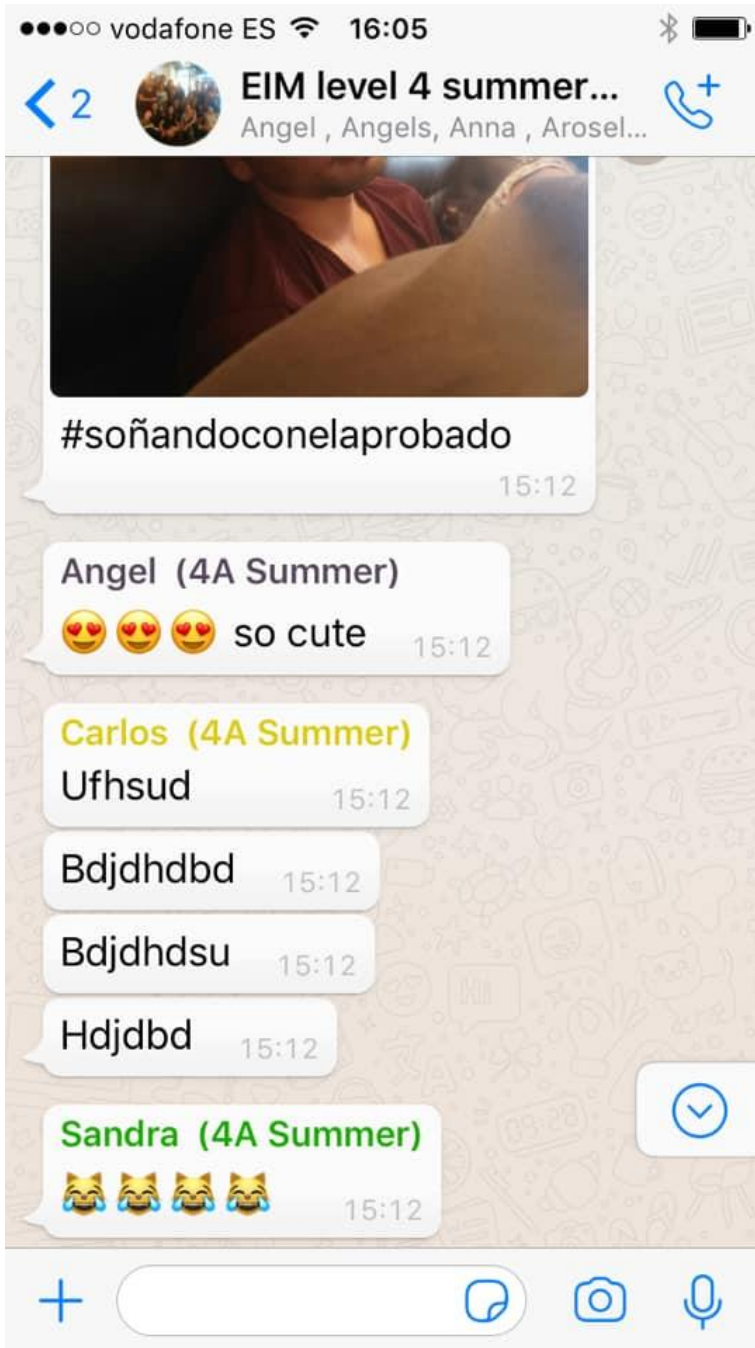 vodafone ES 16:05
2 EIM level 4 summer...
Angel , Angels, Anna , Arosel...
#soñandoconelaprobado
15:12
Angel (4A Summer)
😍 😍 😍 so cute 15:12
Carlos (4A Summer)
Ufhsud 15:12
Bdjdhdbd 15:12
Bdjdhdsu 15:12
Hdjdbd 15:12
Sandra (4A Summer)
😹 😹 😹 😹 15:12